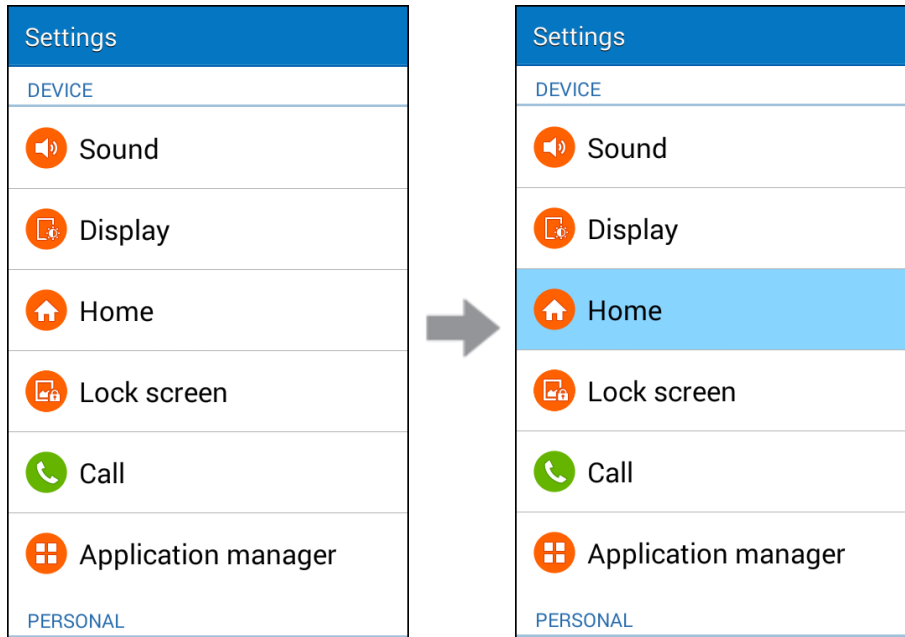 Settings
DEVICE
Sound
Display
Home
Lock screen
Call
Application manager
PERSONAL
Settings
DEVICE
Sound
Display
Home
Lock screen
Call
Application manager
PERSONAL